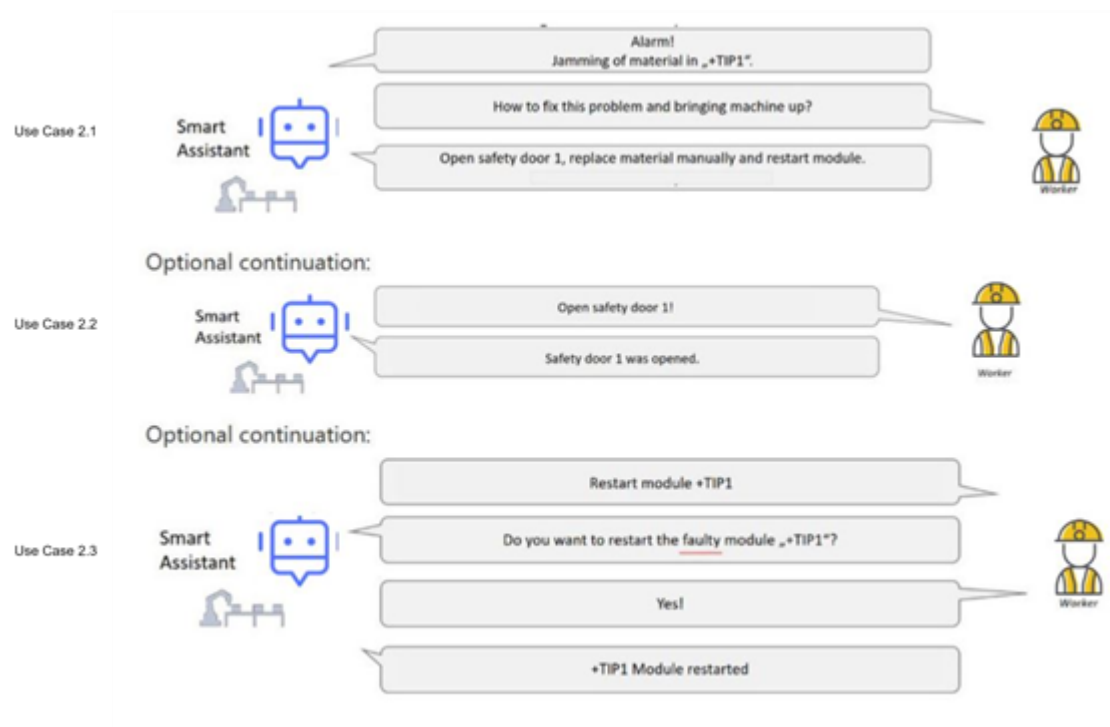 Alarm!
Jamming of material in „+TIP1“.
How to fix this problem and bringing machine up?
Use Case 2.1
Smart
Assistant
Open safety door 1, replace material manually and restart module.
Worker
Optional continuation:
Open safety door 1!
Use Case 2.2
Smart
Assistant
Safety door 1 was opened.
Worker
Optional continuation:
Restart module +TIP1
Use Case 2.3
Smart
Assistant
Do you want to restart the faulty module „+TIP1“?
Yes!
Worker
+TIP1 Module restarted